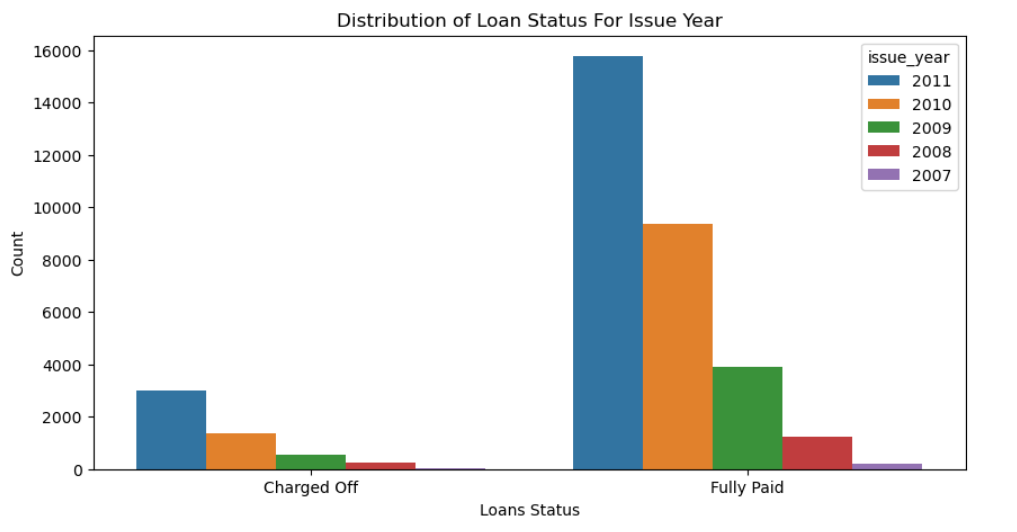 Distribution of Loan Status For Issue Year
issue_year
2011
2010
2009
2008
2007
16000
14000
12000
10000
8000
6000
4000
2000
0
Count
Charged Off
Fully Paid
Loans Status